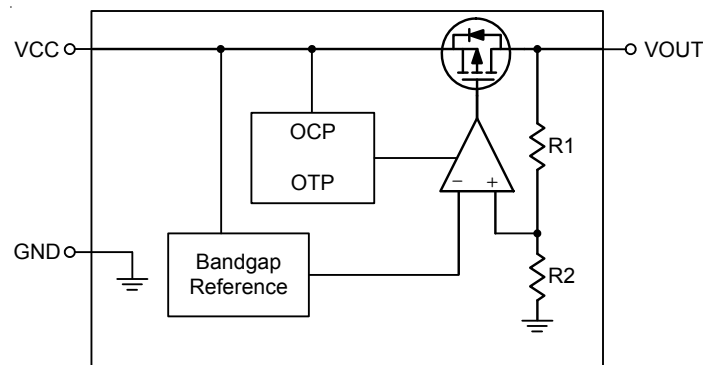 VCC
VOUT
OCP
OTP
R1
− +
GND
Bandgap
Reference
R2